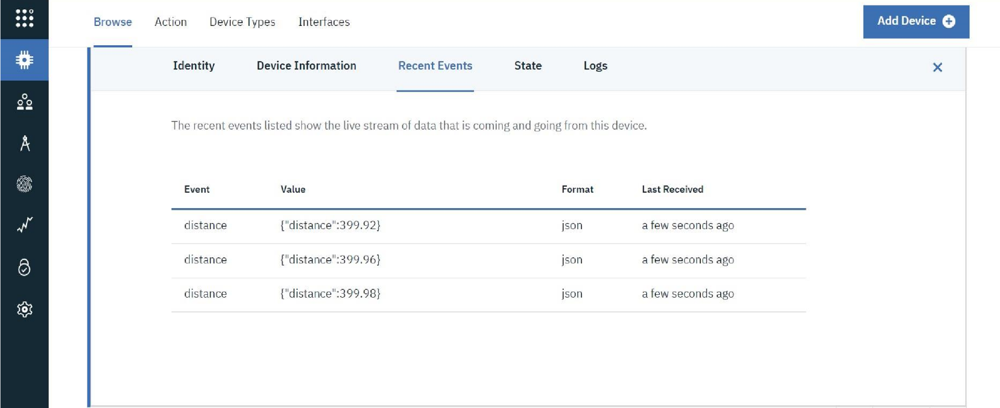 Browse Action Device Types Interfaces Add Device
Identity Device Information Recent Events State Logs
The recent events listed show the live stream of data that is coming and going from this device.
Event Value Format Last Received
distance {"distance":399.92} json a few seconds ago
distance {"distance":399.96} json a few seconds ago
distance {"distance":399.98} json a few seconds ago